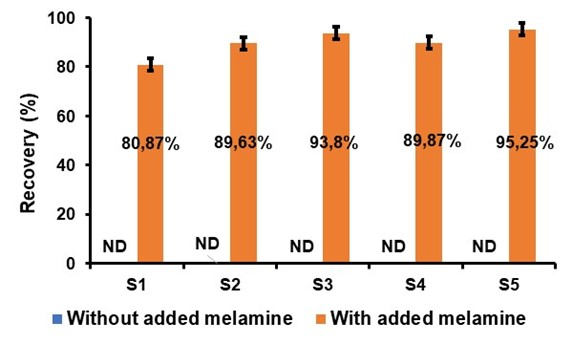 Recovery (%)
100
80
60
40
20
0
80,87%
89,63%
93,8%
89,87%
95,25%
ND
ND
ND
ND
ND
S1
S2
S3
S4
S5
Without added melamine
With added melamine